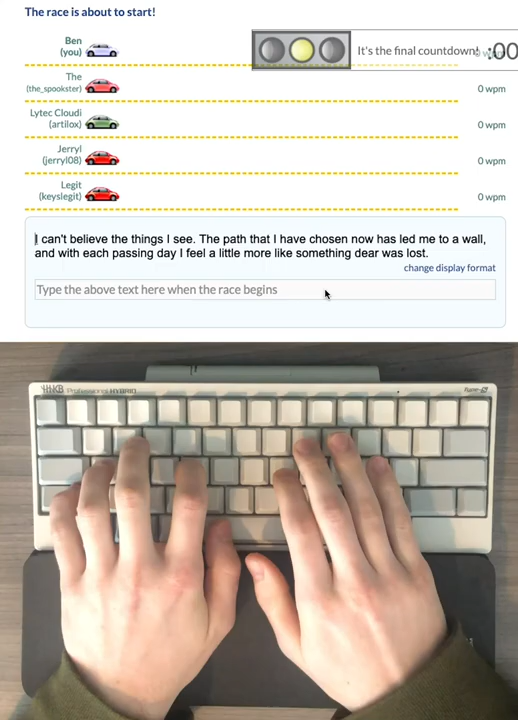 The race is about to start!
Ben
(you)
It's the final countdown!
:00
The
(the_spookster)
0 wpm
Lytec Cloudi
(artilox)
0 wpm
Jerryl
(jerryl08)
0 wpm
Legit
(keyslegit)
0 wpm
I can't believe the things I see. The path that I have chosen now has led me to a wall,
and with each passing day I feel a little more like something dear was lost.
change display format
Type the above text here when the race begins
HHKB Professional HYBRID